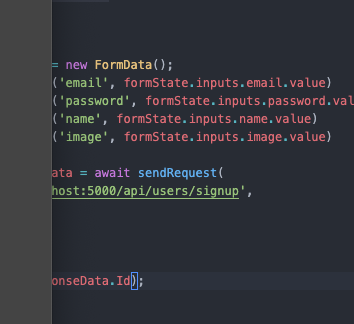 = new FormData();
('email', formState.inputs.email.value)
('password', formState.inputs.password.val
('name', formState.inputs.name.value)
('image', formState.inputs.image.value)
ata = await sendRequest(
host:5000/api/users/signup',
onseData.Id);